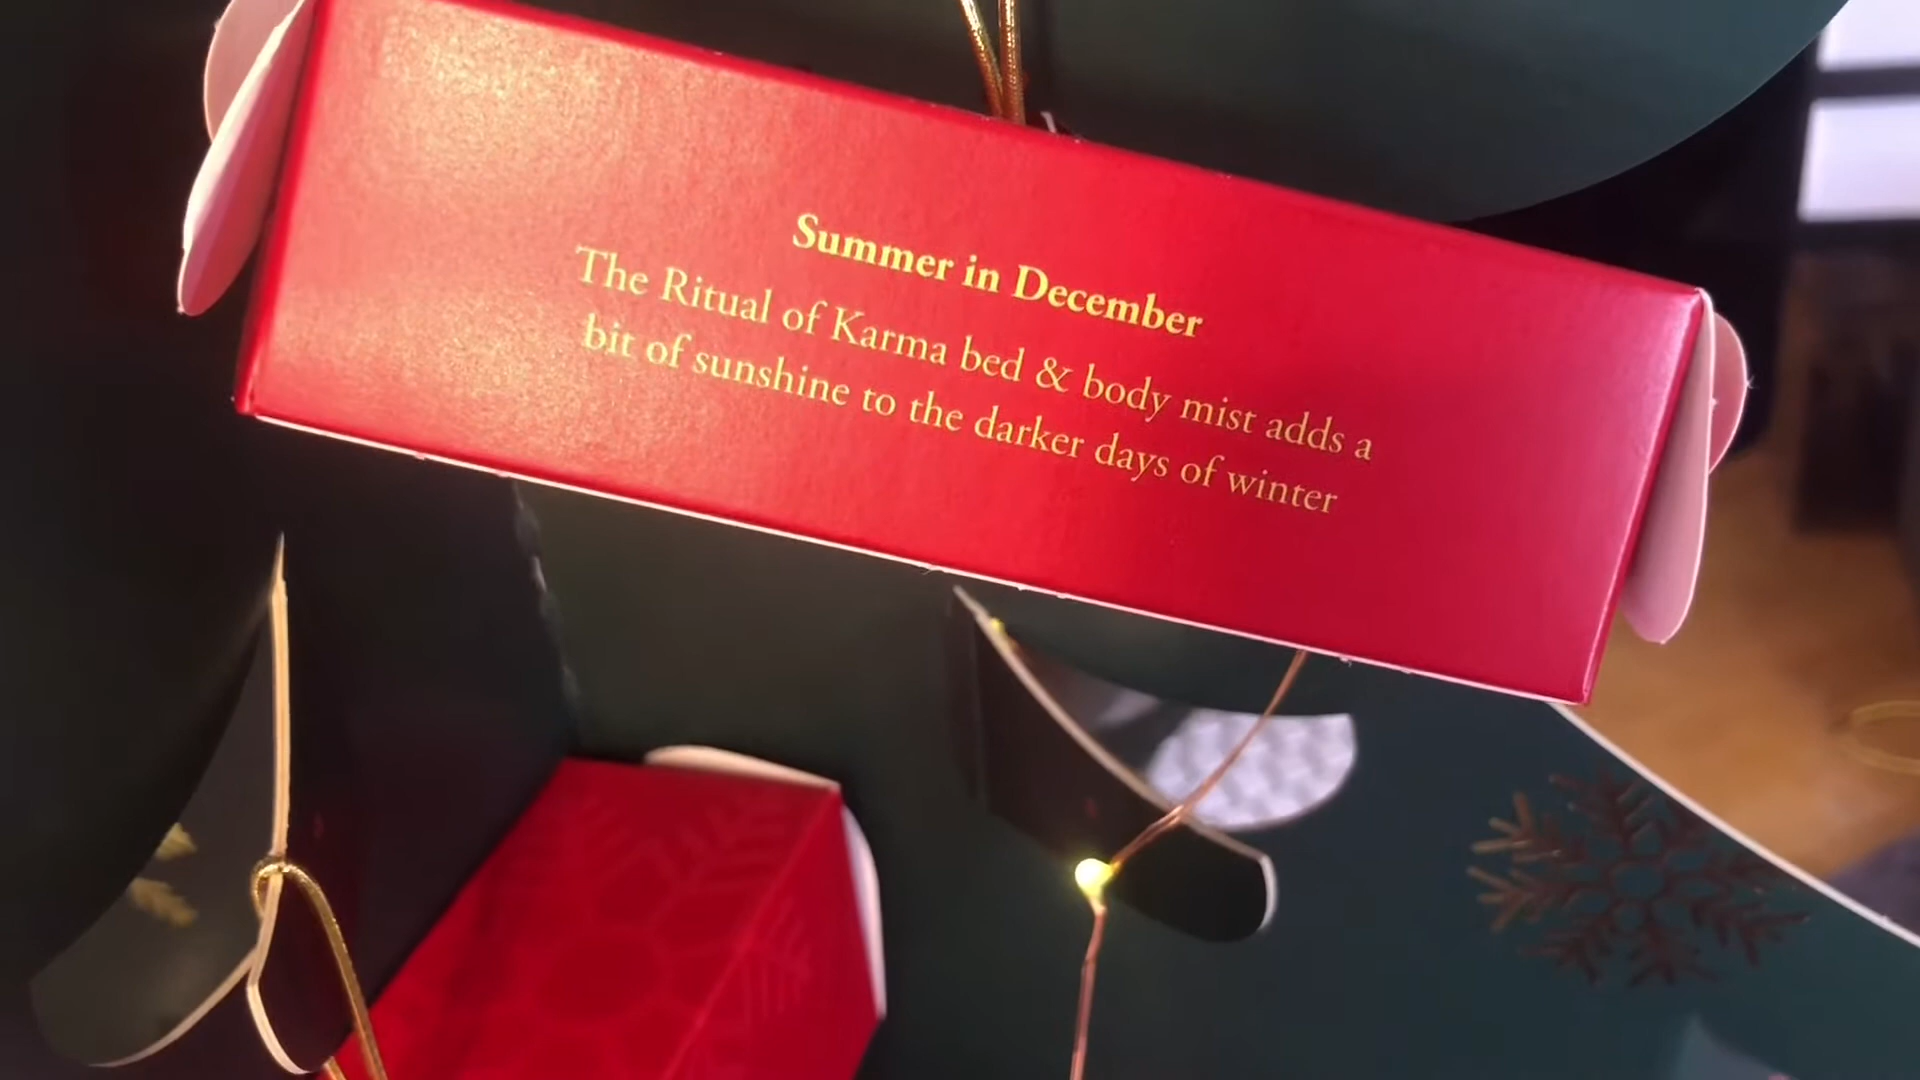 Summer in December
The Ritual of Karma bed & body mist adds a
bit of sunshine to the darker days of winter